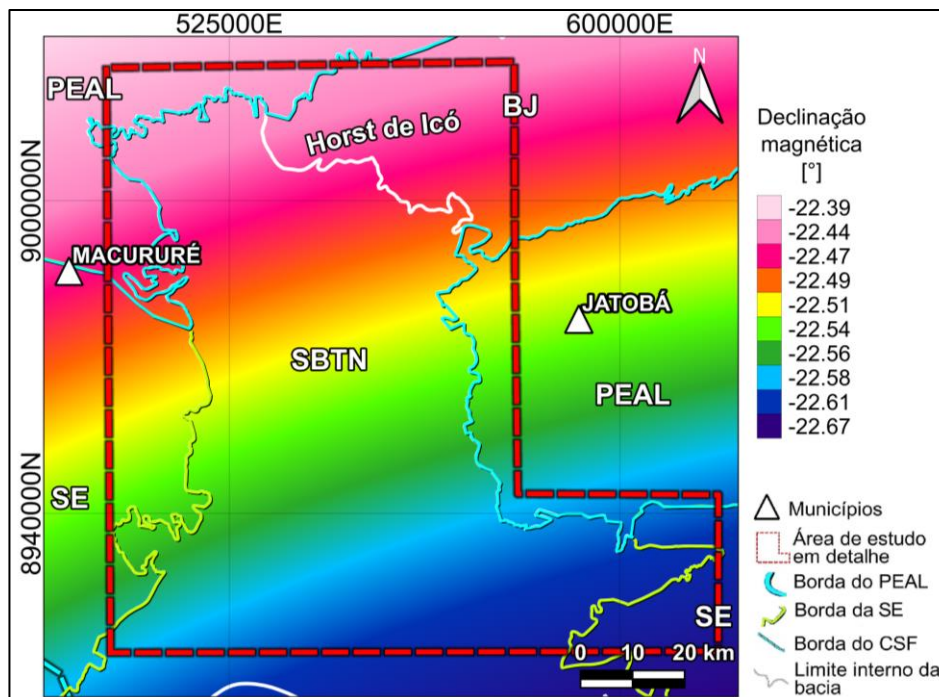 525000E
600000E
PEAL
BJ
N
Horst de Icó
9000000N
MACURURÉ
JATOBÁ
SBTN
PEAL
SE
8940000N
SE
0 10 20 km
Declinação
magnética
[°]
-22.39
-22.44
-22.47
-22.49
-22.51
-22.54
-22.56
-22.58
-22.61
-22.67
Municípios
Área de estudo
em detalhe
Borda do PEAL
Borda da SE
Borda do CSF
Limite interno da
bacia